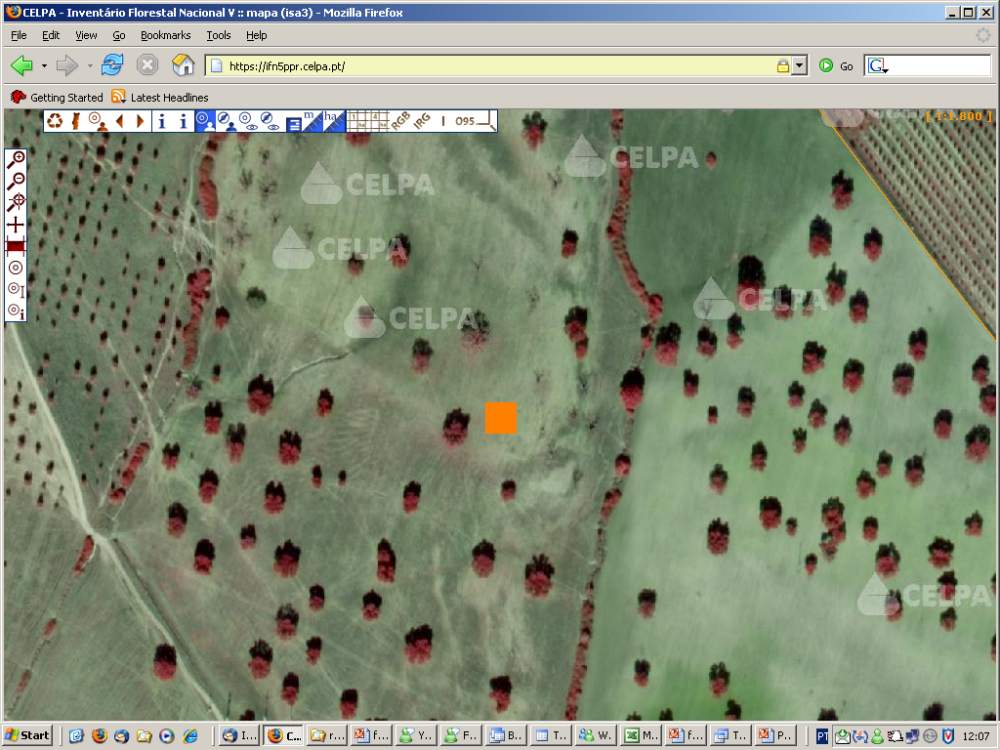 CELPA - Inventário Florestal Nacional V :: mapa (isa3) - Mozilla Firefox
File Edit View Go Bookmarks Tools Help
https://ifn5ppr.celpa.pt/ Go G
Getting Started Latest Headlines
m ha RGB IRG I 095
[ 1:1.800 ]
CELPA
CELPA
CELPA
CELPA
CELPA
CELPA
Start I... C... r... f... Y... F... B... T... W... M... f... T... P... PT 12:07